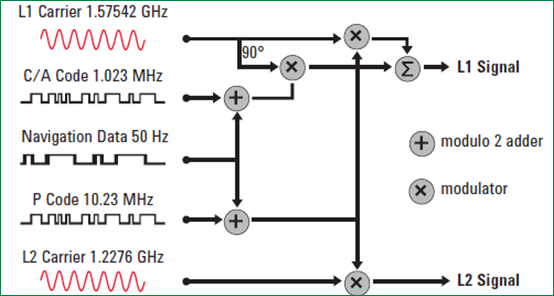 L1 Carrier 1.57542 GHz
90°
C/A Code 1.023 MHz
Σ
L1 Signal
Navigation Data 50 Hz
modulo 2 adder
P Code 10.23 MHz
modulator
L2 Carrier 1.2276 GHz
L2 Signal